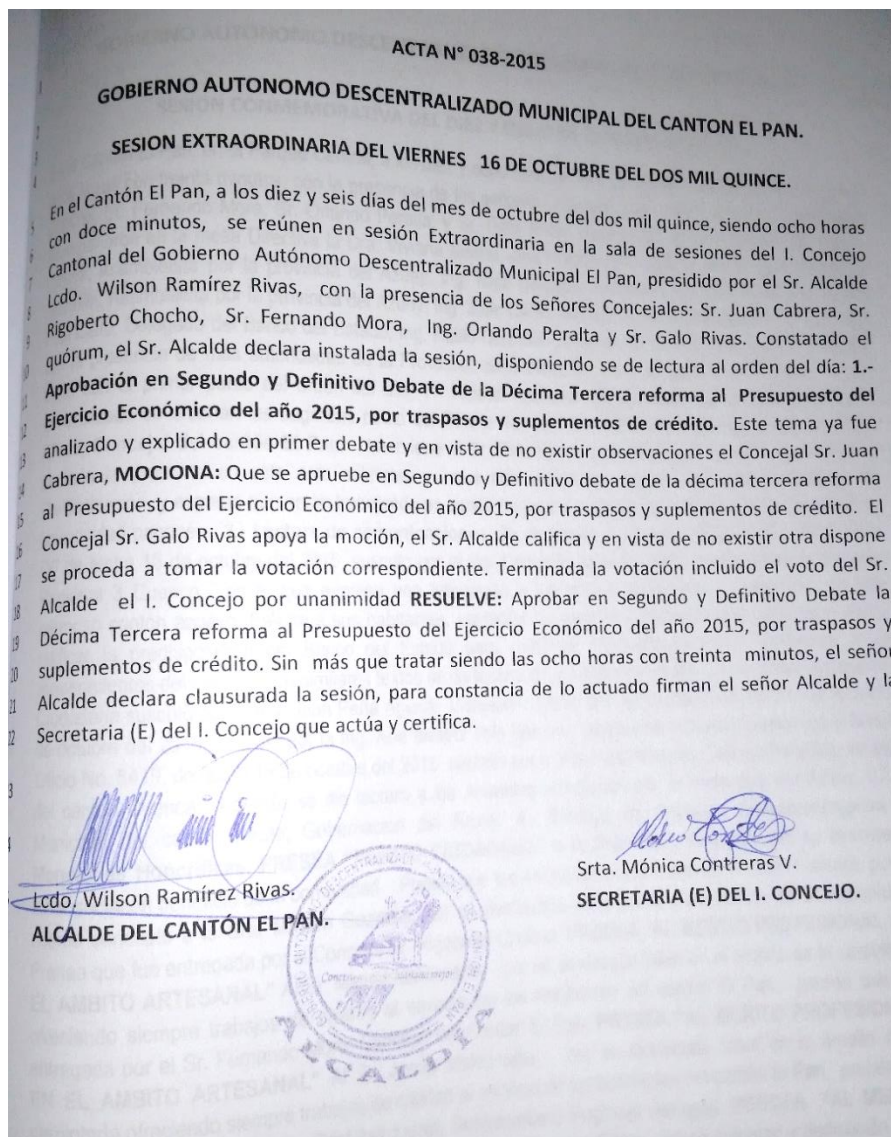 ACTA N° 038-2015
GOBIERNO AUTONOMO DESCENTRALIZADO MUNICIPAL DEL CANTON EL PAN.
SESION EXTRAORDINARIA DEL VIERNES 16 DE OCTUBRE DEL DOS MIL QUINCE.
En el Cantón El Pan, a los diez y seis días del mes de octubre del dos mil quince, siendo ocho horas
con doce minutos, se reúnen en sesión Extraordinaria en la sala de sesiones del I. Concejo
Cantonal del Gobierno Autónomo Descentralizado Municipal El Pan, presidido por el Sr. Alcalde
Lcdo. Wilson Ramírez Rivas, con la presencia de los Señores Concejales: Sr. Juan Cabrera, Sr.
Rigoberto Chocho, Sr. Fernando Mora, Ing. Orlando Peralta y Sr. Galo Rivas. Constatado el
quórum, el Sr. Alcalde declara instalada la sesión, disponiendo se de lectura al orden del día: 1.-
Aprobación en Segundo y Definitivo Debate de la Décima Tercera reforma al Presupuesto del
Ejercicio Económico del año 2015, por traspasos y suplementos de crédito. Este tema ya fue
analizado y explicado en primer debate y en vista de no existir observaciones el Concejal Sr. Juan
Cabrera, MOCIONA: Que se apruebe en Segundo y Definitivo debate de la décima tercera reforma
al Presupuesto del Ejercicio Económico del año 2015, por traspasos y suplementos de crédito. El
Concejal Sr. Galo Rivas apoya la moción, el Sr. Alcalde califica y en vista de no existir otra dispone
se proceda a tomar la votación correspondiente. Terminada la votación incluido el voto del Sr.
Alcalde el I. Concejo por unanimidad RESUELVE: Aprobar en Segundo y Definitivo Debate la
Décima Tercera reforma al Presupuesto del Ejercicio Económico del año 2015, por traspasos y
suplementos de crédito. Sin más que tratar siendo las ocho horas con treinta minutos, el señor
Alcalde declara clausurada la sesión, para constancia de lo actuado firman el señor Alcalde y la
Secretaria (E) del I. Concejo que actúa y certifica.
Lcdo. Wilson Ramírez Rivas.
ALCALDE DEL CANTÓN EL PAN.
Srta. Mónica Contreras V.
SECRETARIA (E) DEL I. CONCEJO.
ALCALDIA